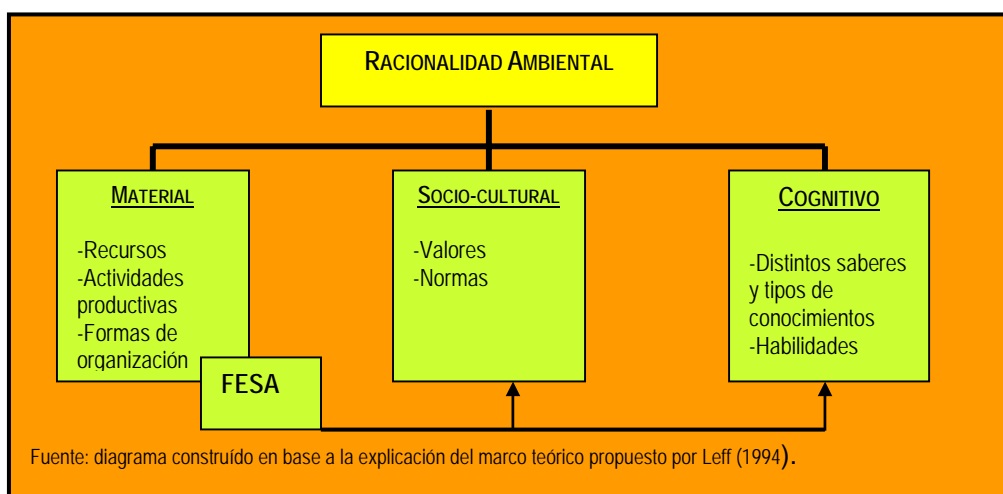 RACIONALIDAD AMBIENTAL
MATERIAL
-Recursos
-Actividades
productivas
-Formas de
organización
FESA
SOCIO-CULTURAL
-Valores
-Normas
COGNITIVO
-Distintos saberes
y tipos de
conocimientos
-Habilidades
Fuente: diagrama construído en base a la explicación del marco teórico propuesto por Leff (1994).